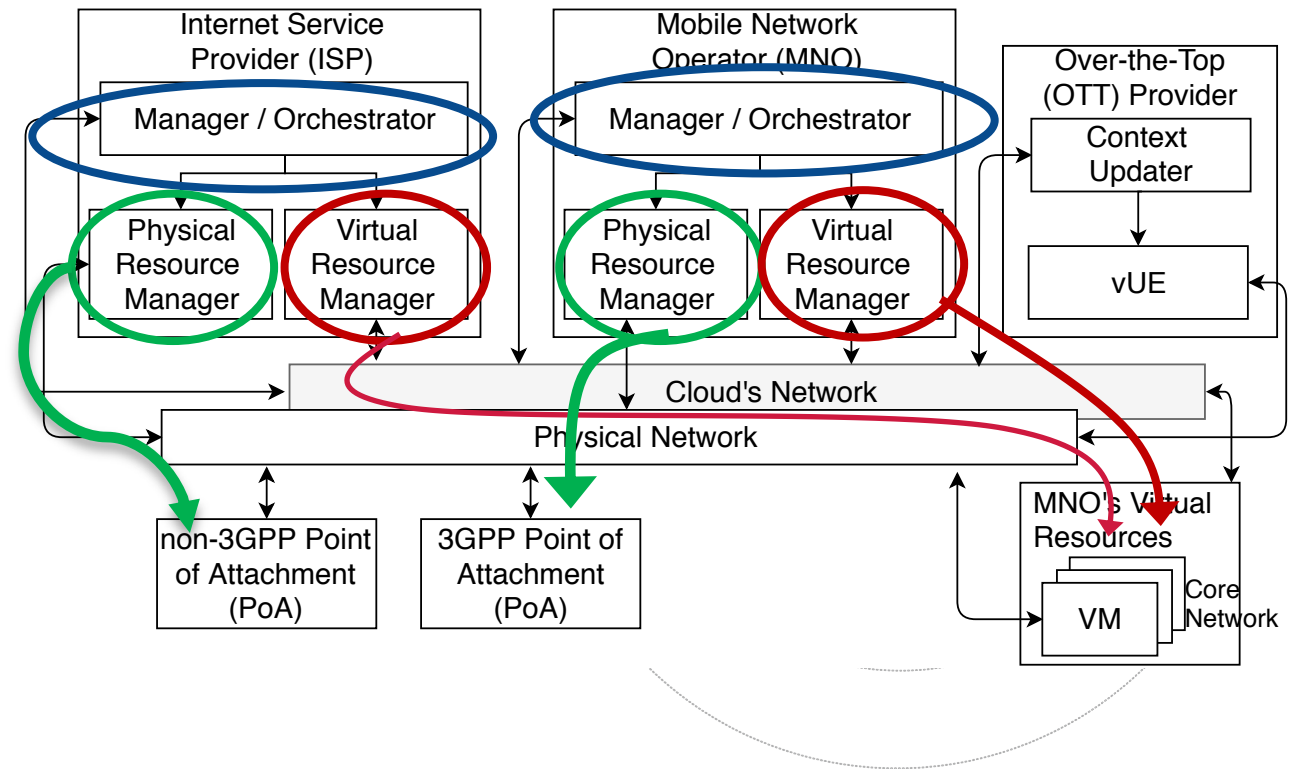 Internet Service
Provider (ISP)
Manager / Orchestrator
Physical
Resource
Manager
Virtual
Resource
Manager
Mobile Network
Operator (MNO)
Manager / Orchestrator
Physical
Resource
Manager
Virtual
Resource
Manager
Over-the-Top
(OTT) Provider
Context
Updater
vUE
Cloud's Network
Physical Network
non-3GPP Point
of Attachment
(PoA)
3GPP Point of
Attachment
(PoA)
MNO's Virtual
Resources
VM
Core
Network